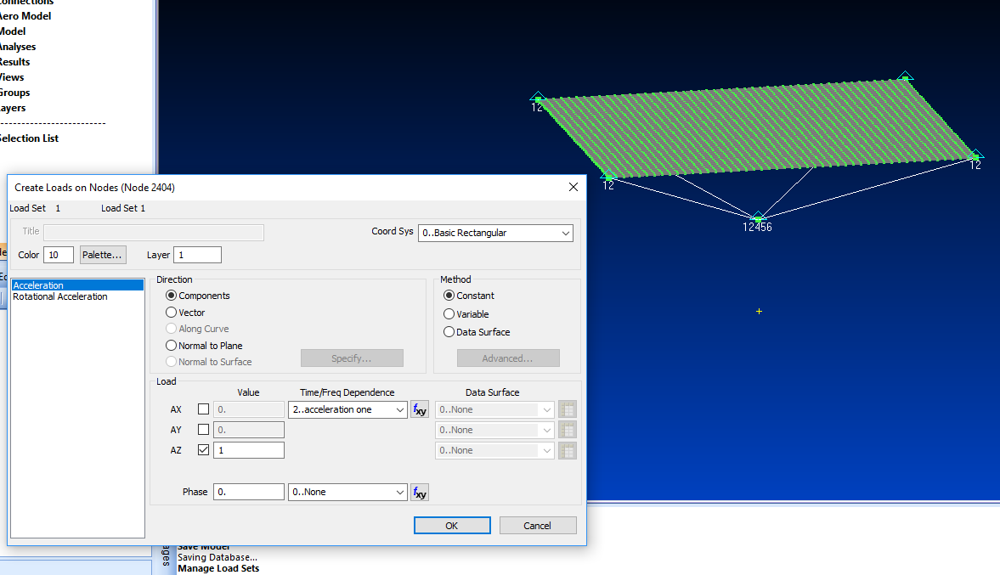 Connections
Aero Model
Model
Analyses
Results
Views
Groups
Layers
Selection List
12
12
12
12456
Create Loads on Nodes (Node 2404)
Load Set 1 Load Set 1
Title
Coord Sys 0..Basic Rectangular
Color 10 Palette... Layer 1
Acceleration
Rotational Acceleration
Direction
Components
Vector
Along Curve
Normal to Plane
Normal to Surface
Specify...
Method
Constant
Variable
Data Surface
Advanced...
Load
Value Time/Freq Dependence Data Surface
AX 0. 2..acceleration one fxy 0..None
AY 0. 0..None
AZ 1 0..None
Phase 0. 0..None fxy
OK Cancel
Save Model
Saving Database...
Manage Load Sets